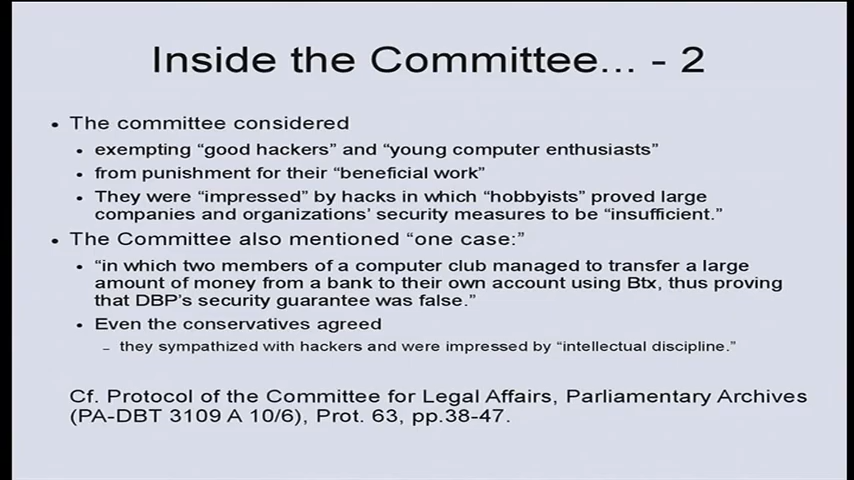 Inside the Committee... - 2
• The committee considered
• exempting “good hackers” and “young computer enthusiasts”
• from punishment for their “beneficial work”
• They were “impressed” by hacks in which “hobbyists” proved large
companies and organizations’ security measures to be “insufficient.”
• The Committee also mentioned “one case:”
• “in which two members of a computer club managed to transfer a large
amount of money from a bank to their own account using Btx, thus proving
that DBP’s security guarantee was false.”
• Even the conservatives agreed
– they sympathized with hackers and were impressed by “intellectual discipline.”
Cf. Protocol of the Committee for Legal Affairs, Parliamentary Archives
(PA-DBT 3109 A 10/6), Prot. 63, pp.38-47.